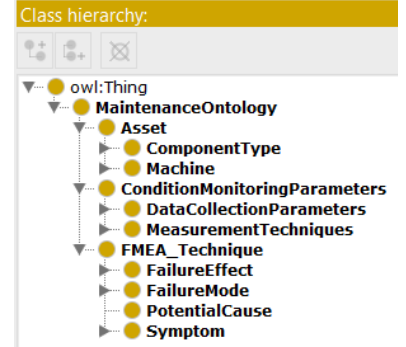 Class hierarchy:
owl:Thing
MaintenanceOntology
Asset
ComponentType
Machine
ConditionMonitoringParameters
DataCollectionParameters
MeasurementTechniques
FMEA_Technique
FailureEffect
FailureMode
PotentialCause
Symptom